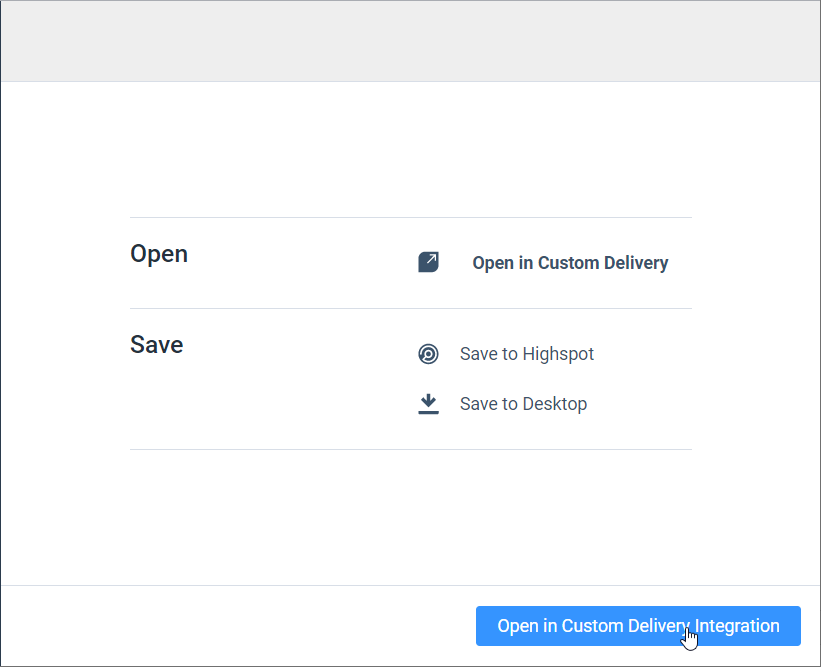 Open
Open in Custom Delivery
Save
Save to Highspot
Save to Desktop
Open in Custom Delivery Integration